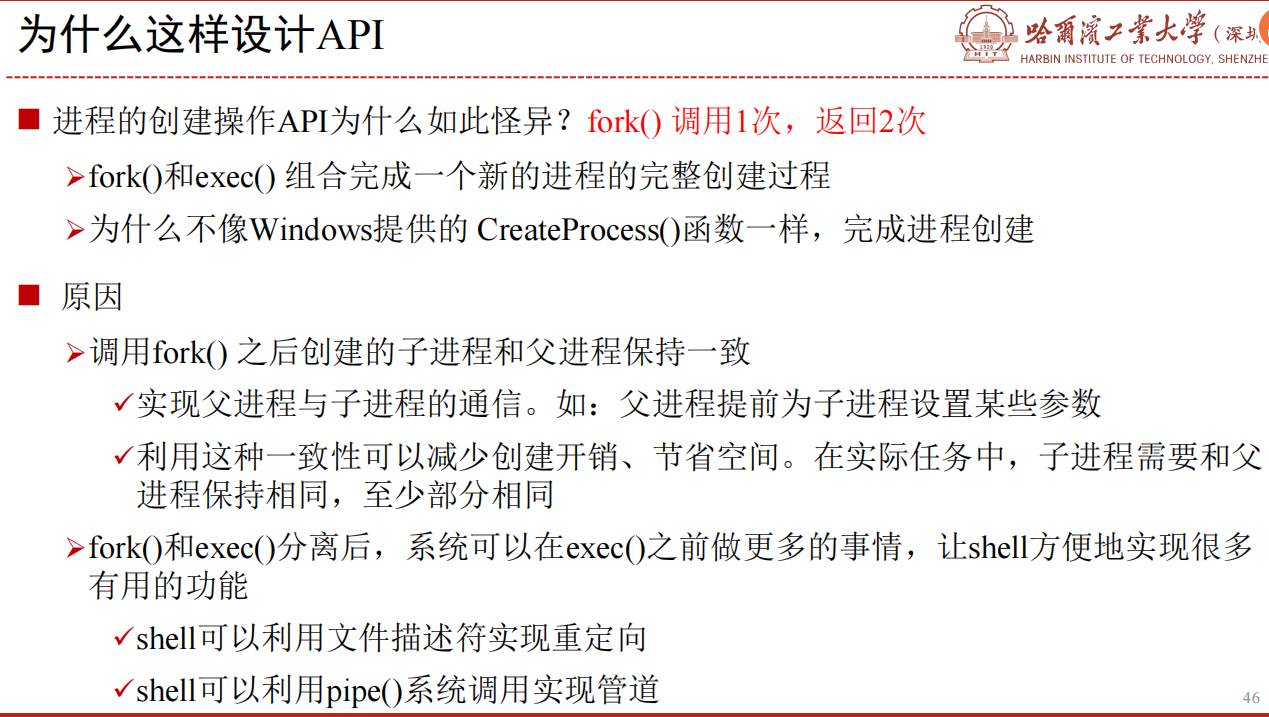 为什么这样设计API
哈爾濱工業大學（深圳
HARBIN INSTITUTE OF TECHNOLOGY, SHENZHE
1920
HIT
进程的创建操作API为什么如此怪异？fork() 调用1次，返回2次
fork()和exec() 组合完成一个新的进程的完整创建过程
为什么不像Windows提供的 CreateProcess()函数一样，完成进程创建
原因
调用fork() 之后创建的子进程和父进程保持一致
实现父进程与子进程的通信。如：父进程提前为子进程设置某些参数
利用这种一致性可以减少创建开销、节省空间。在实际任务中，子进程需要和父
进程保持相同，至少部分相同
fork()和exec()分离后，系统可以在exec()之前做更多的事情，让shell方便地实现很多
有用的功能
shell可以利用文件描述符实现重定向
shell可以利用pipe()系统调用实现管道
46